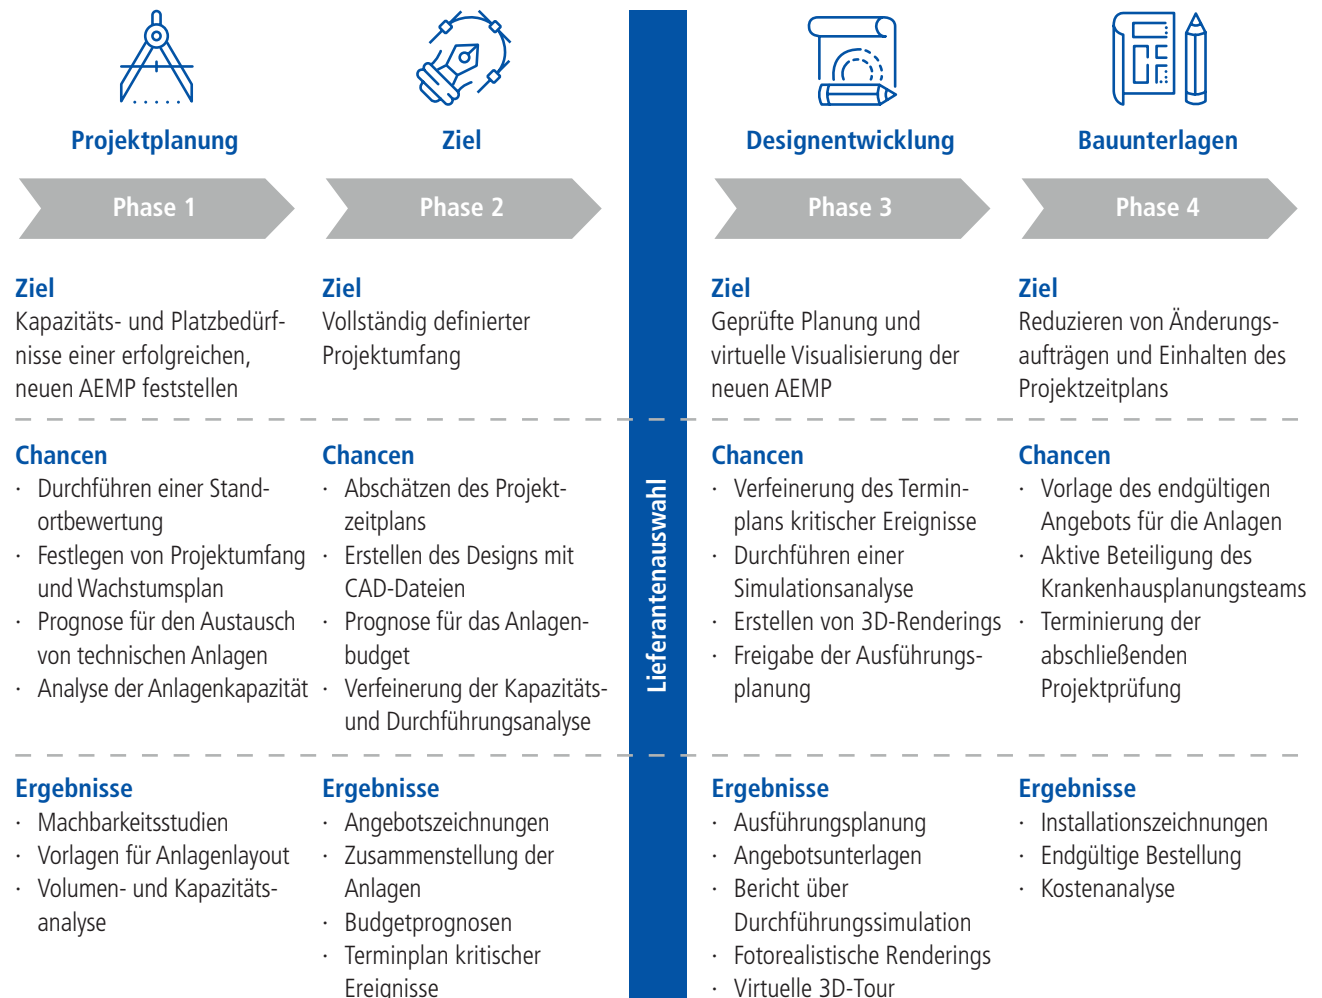 Projektplanung
Phase 1
Ziel
Kapazitäts- und Platzbedürf-
nisse einer erfolgreichen,
neuen AEMP feststellen
Chancen
· Durchführen einer Stand-
ortbewertung
· Festlegen von Projektumfang
und Wachstumsplan
· Prognose für den Austausch
von technischen Anlagen
· Analyse der Anlagenkapazität
Ergebnisse
· Machbarkeitsstudien
· Vorlagen für Anlagenlayout
· Volumen- und Kapazitäts-
analyse
Ziel
Phase 2
Ziel
Vollständig definierter
Projektumfang
Chancen
· Abschätzen des Projekt-
zeitplans
· Erstellen des Designs mit
CAD-Dateien
· Prognose für das Anlagen-
budget
· Verfeinerung der Kapazitäts-
und Durchführungsanalyse
Ergebnisse
· Angebotszeichnungen
· Zusammenstellung der
Anlagen
· Budgetprognosen
· Terminplan kritischer
Ereignisse
Lieferantenauswahl
Designentwicklung
Phase 3
Ziel
Geprüfte Planung und
virtuelle Visualisierung der
neuen AEMP
Chancen
· Verfeinerung des Termin-
plans kritischer Ereignisse
· Durchführen einer
Simulationsanalyse
· Erstellen von 3D-Renderings
· Freigabe der Ausführungs-
planung
Ergebnisse
· Ausführungsplanung
· Angebotsunterlagen
· Bericht über
Durchführungssimulation
· Fotorealistische Renderings
· Virtuelle 3D-Tour
Bauunterlagen
Phase 4
Ziel
Reduzieren von Änderungs-
aufträgen und Einhalten des
Projektzeitplans
Chancen
· Vorlage des endgültigen
Angebots für die Anlagen
· Aktive Beteiligung des
Krankenhausplanungsteams
· Terminierung der
abschließenden
Projektprüfung
Ergebnisse
· Installationszeichnungen
· Endgültige Bestellung
· Kostenanalyse